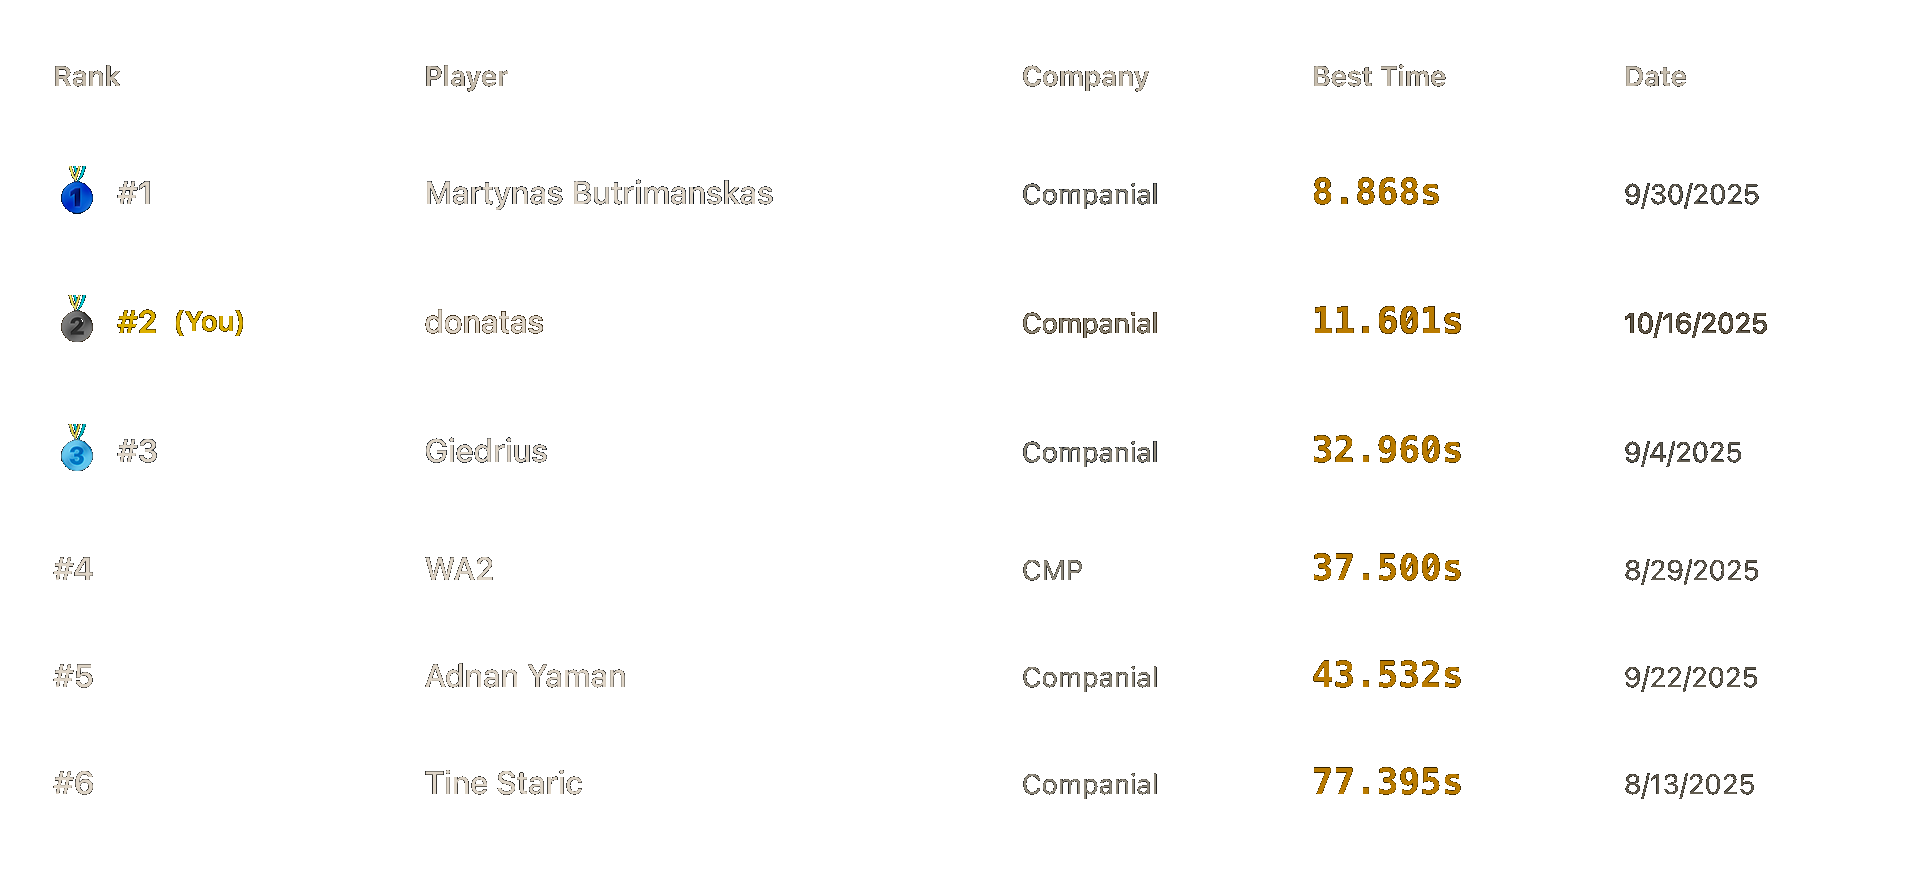 Rank Player Company Best Time Date
1 #1 Martynas Butrimanskas Companial 8.868s 9/30/2025
2 #2 (You) donatas Companial 11.601s 10/16/2025
3 #3 Giedrius Companial 32.960s 9/4/2025
#4 WA2 CMP 37.500s 8/29/2025
#5 Adnan Yaman Companial 43.532s 9/22/2025
#6 Tine Staric Companial 77.395s 8/13/2025